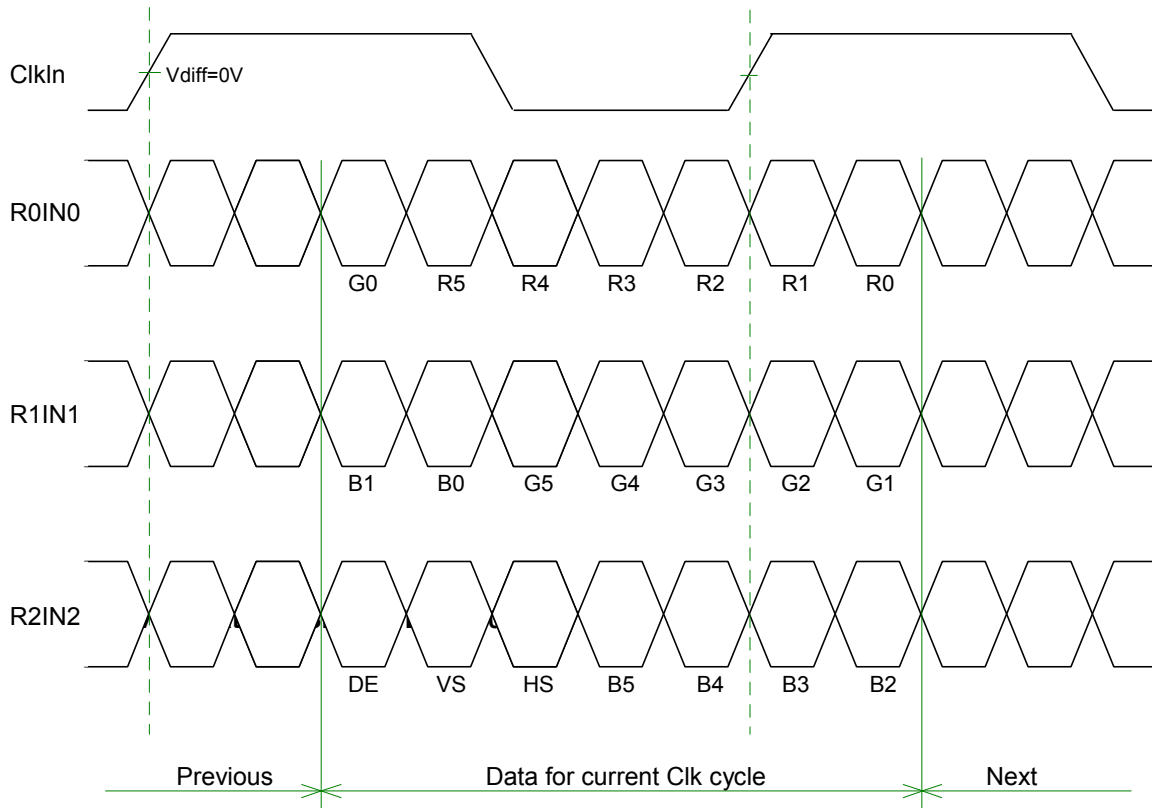 ClkIn
Vdiff=0V
R0IN0
G0 R5 R4 R3 R2 R1 R0
R1IN1
B1 B0 G5 G4 G3 G2 G1
R2IN2
DE VS HS B5 B4 B3 B2
Previous Data for current Clk cycle Next